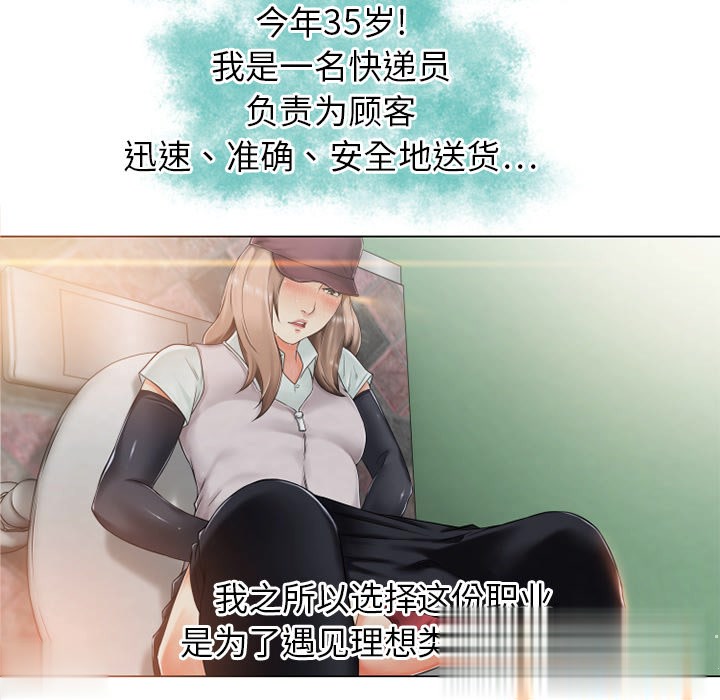 今年35岁!
我是一名快递员
负责为顾客
迅速、准确、安全地送货...
我之所以选择这份职业
是为了遇见理想类